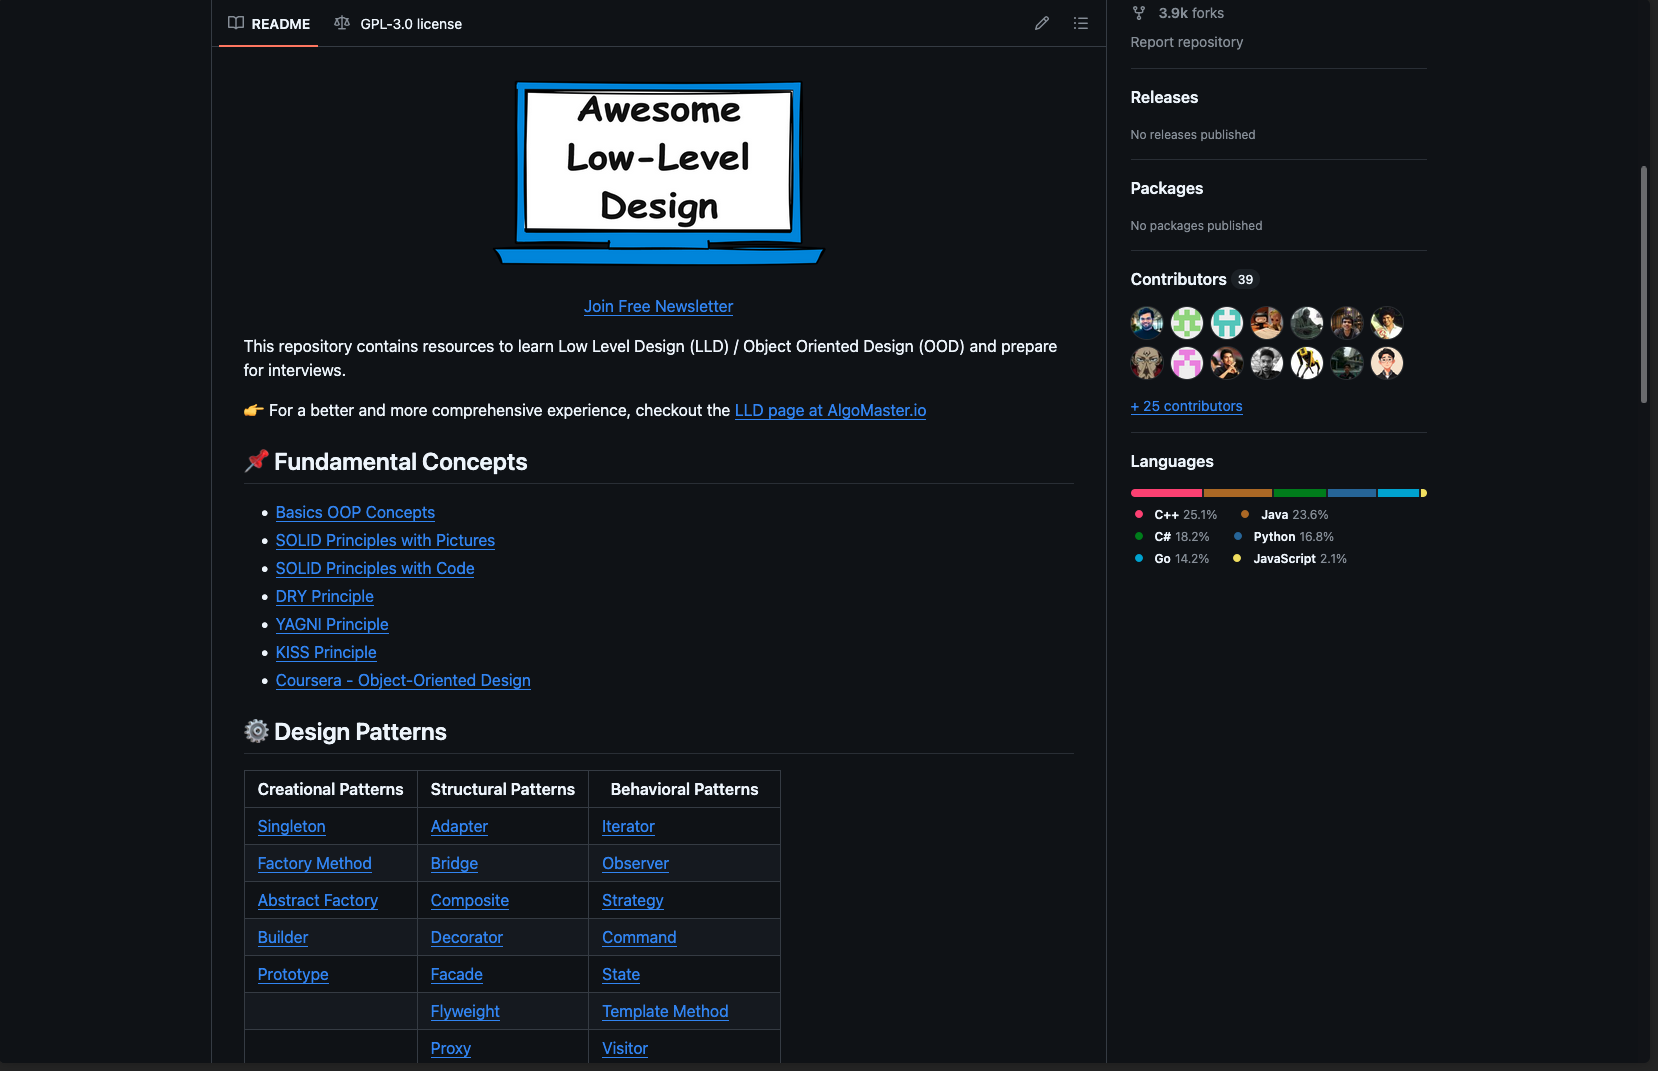 README
GPL-3.0 license
Awesome
Low-Level
Design
Join Free Newsletter
This repository contains resources to learn Low Level Design (LLD) / Object Oriented Design (OOD) and prepare
for interviews.
👉 For a better and more comprehensive experience, checkout the LLD page at AlgoMaster.io
📌 Fundamental Concepts
• Basics OOP Concepts
• SOLID Principles with Pictures
• SOLID Principles with Code
• DRY Principle
• YAGNI Principle
• KISS Principle
• Coursera - Object-Oriented Design
⚙️ Design Patterns
Creational Patterns Structural Patterns Behavioral Patterns
Singleton Adapter Iterator
Factory Method Bridge Observer
Abstract Factory Composite Strategy
Builder Decorator Command
Prototype Facade State
Flyweight Template Method
Proxy Visitor
3.9k forks
Report repository
Releases
No releases published
Packages
No packages published
Contributors 39
+ 25 contributors
Languages
C++ 25.1% Java 23.6%
C# 18.2% Python 16.8%
Go 14.2% JavaScript 2.1%